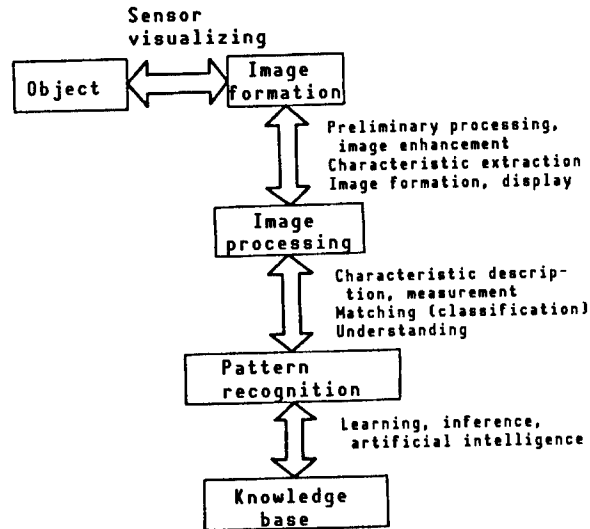 Sensor
visualizing
Object
Image
formation
Preliminary processing,
image enhancement
Characteristic extraction
Image formation, display
Image
processing
Characteristic descrip-
tion, measurement
Matching (classification)
Understanding
Pattern
recognition
Learning, inference,
artificial intelligence
Knowledge
base